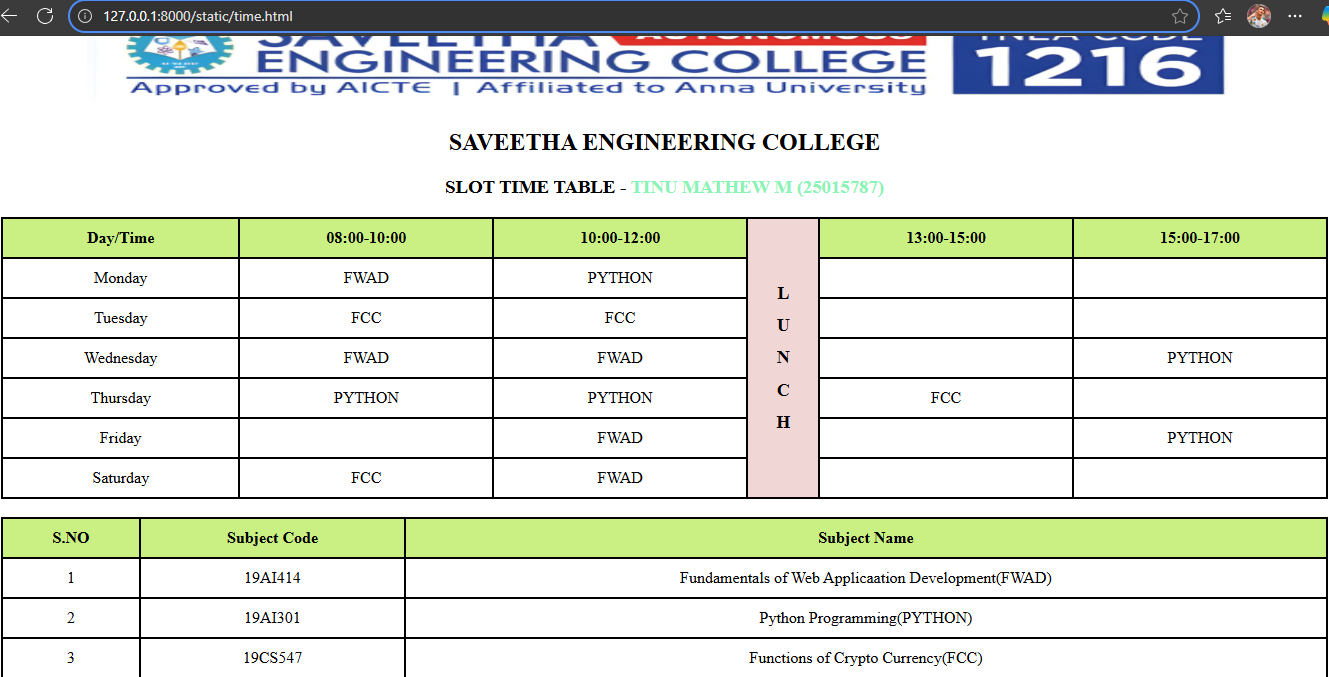 127.0.0.1:8000/static/time.html
SAVEETHA AUTONOMOUS
ENGINEERING COLLEGE
Approved by AICTE | Affiliated to Anna University
TNEA CODE
1216
SAVEETHA ENGINEERING COLLEGE
SLOT TIME TABLE - TINU MATHEW M (25015787)
Day/Time 08:00-10:00 10:00-12:00 L U N C H 13:00-15:00 15:00-17:00
Monday FWAD PYTHON
Tuesday FCC FCC
Wednesday FWAD FWAD PYTHON
Thursday PYTHON PYTHON FCC
Friday FWAD PYTHON
Saturday FCC FWAD
S.NO Subject Code Subject Name
1 19AI414 Fundamentals of Web Applicaation Development(FWAD)
2 19AI301 Python Programming(PYTHON)
3 19CS547 Functions of Crypto Currency(FCC)